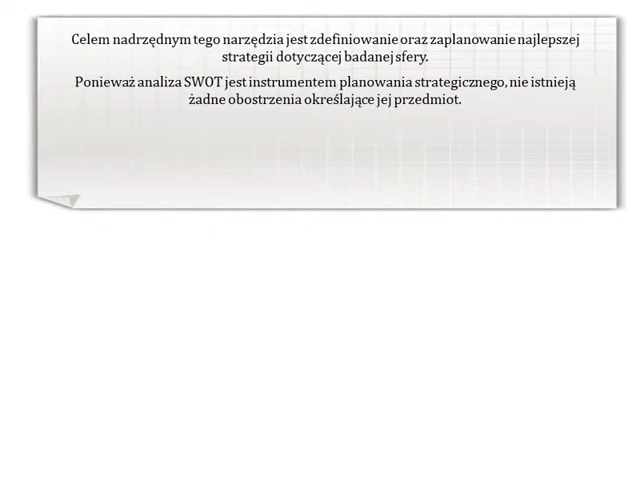 Celem nadrzędnym tego narzędzia jest zdefiniowanie oraz zaplanowanie najlepszej
strategii dotyczącej badanej sfery.
Ponieważ analiza SWOT jest instrumentem planowania strategicznego, nie istnieją
żadne obostrzenia określające jej przedmiot.